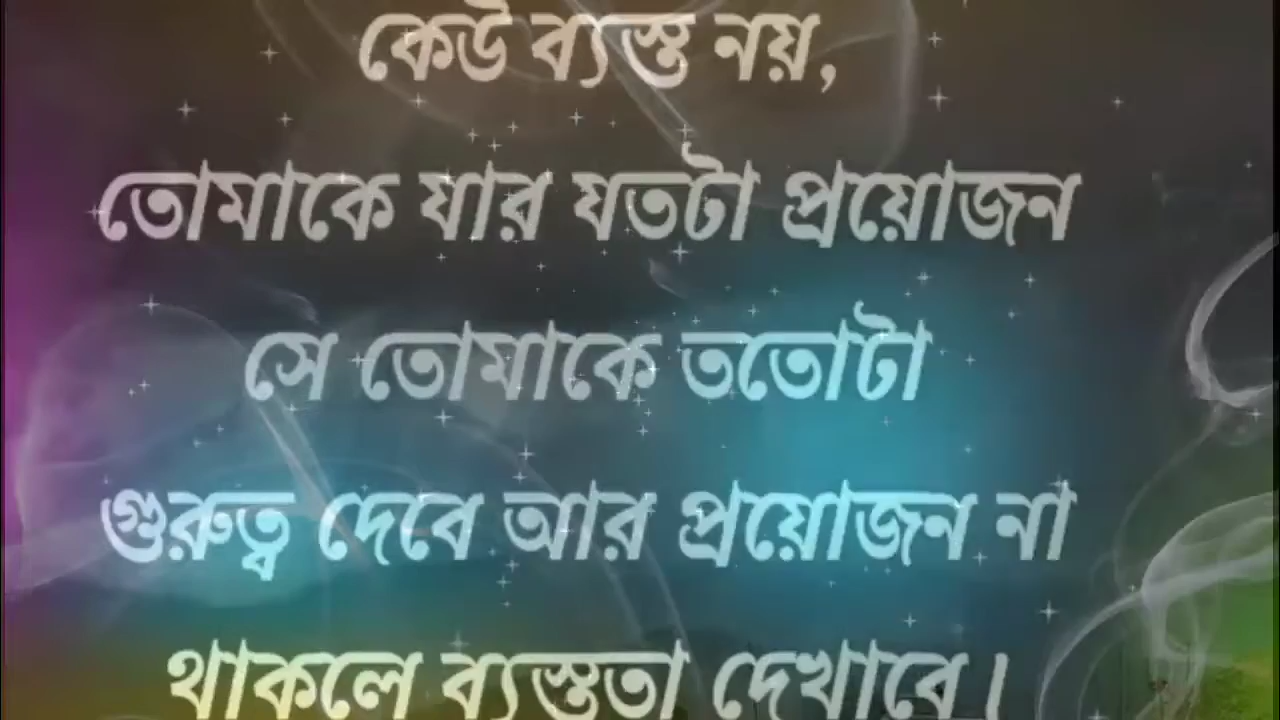 কেউ ব্যস্ত নয়,
তোমাকে যার যতটা প্রয়োজন
সে তোমাকে ততোটা
গুরুত্ব দেবে আর প্রয়োজন না
থাকলে ব্যস্ততা দেখাবে।